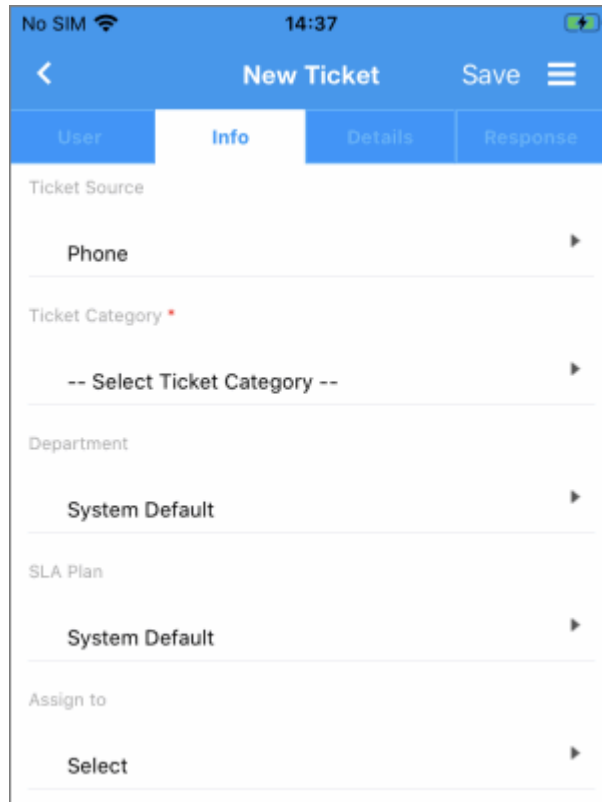 No SIM 14:37
New Ticket Save
User Info Details Response
Ticket Source
Phone
Ticket Category *
-- Select Ticket Category --
Department
System Default
SLA Plan
System Default
Assign to
Select